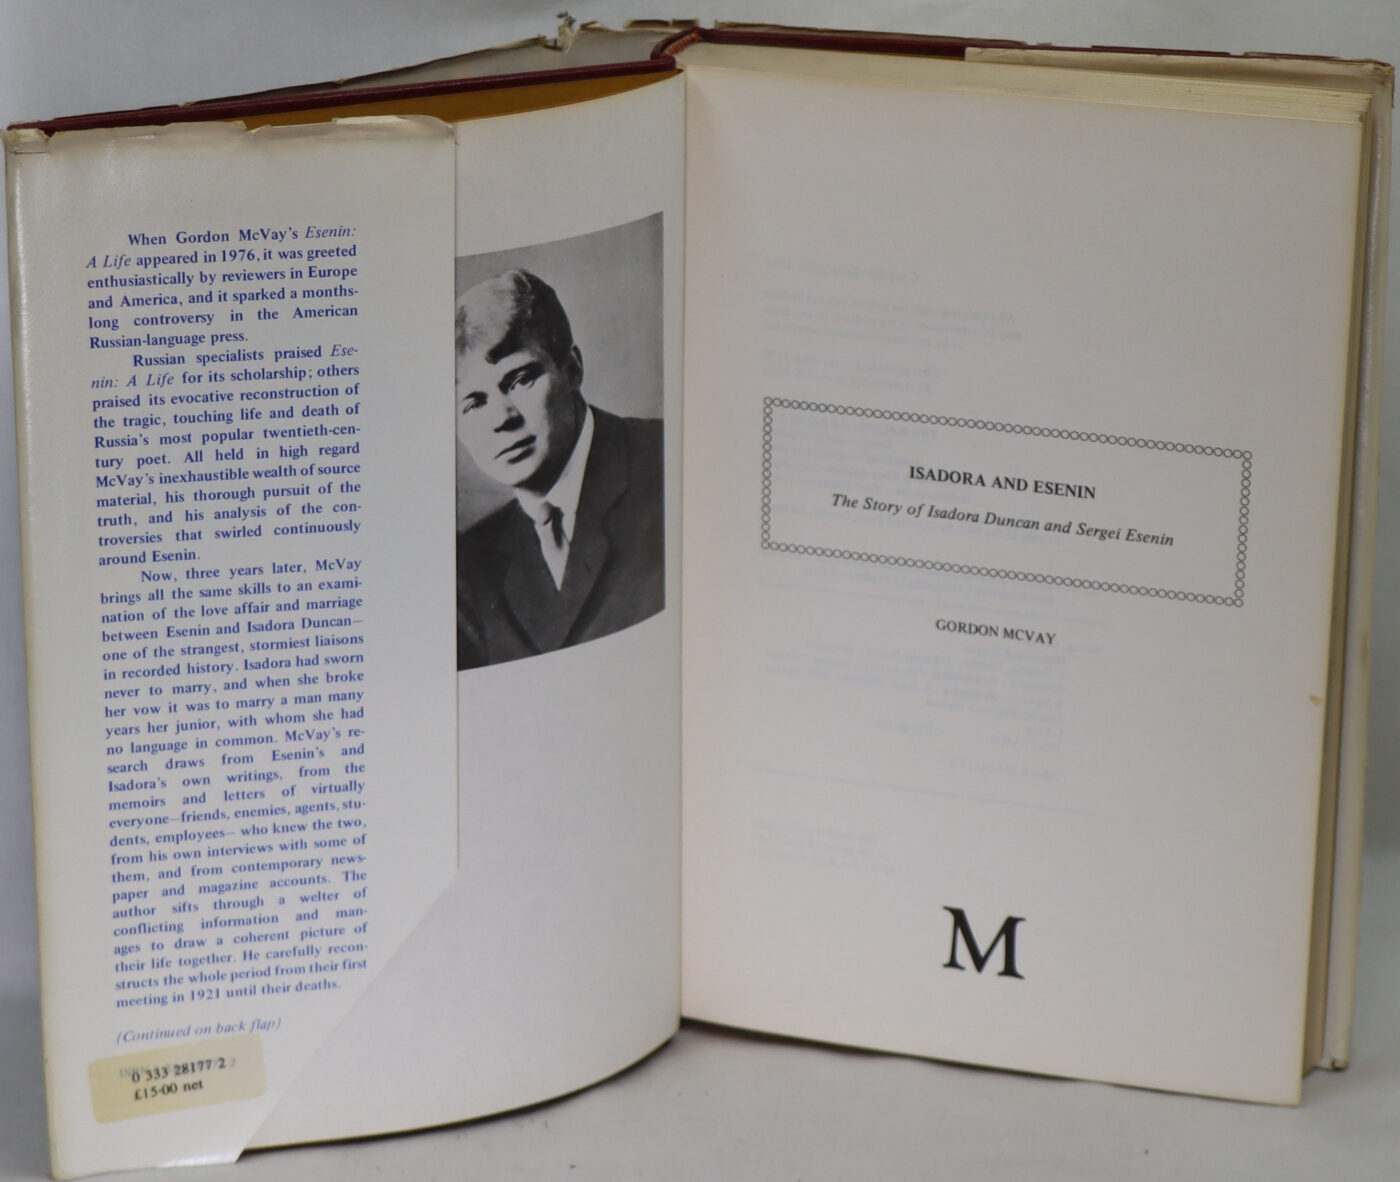 When Gordon McVay's Esenin:
A Life appeared in 1976, it was greeted
enthusiastically by reviewers in Europe
and America, and it sparked a months-
long controversy in the American
Russian-language press.
Russian specialists praised Ese-
nin: A Life for its scholarship; others
praised its evocative reconstruction of
the tragic, touching life and death of
Russia's most popular twentieth-cen-
tury poet. All held in high regard
McVay's inexhaustible wealth of source
material, his thorough pursuit of the
truth, and his analysis of the con-
troversies that swirled continuously
around Esenin.
Now, three years later, McVay
brings all the same skills to an exami-
nation of the love affair and marriage
between Esenin and Isadora Duncan—
one of the strangest, stormiest liaisons
in recorded history. Isadora had sworn
never to marry, and when she broke
her vow it was to marry a man many
years her junior, with whom she had
no language in common. McVay's re-
search draws from Esenin's and
Isadora's own writings, from the
memoirs and letters of virtually
everyone—friends, enemies, agents, stu-
dents, employees— who knew the two,
from his own interviews with some of
them, and from contemporary news-
paper and magazine accounts. The
author sifts through a welter of
conflicting information and man-
ages to draw a coherent picture of
their life together. He carefully recon-
structs the whole period from their first
meeting in 1921 until their deaths.
(Continued on back flap)
0 333 28177 2
£15·00 net
ISADORA AND ESENIN
The Story of Isadora Duncan and Sergei Esenin
GORDON MCVAY
M